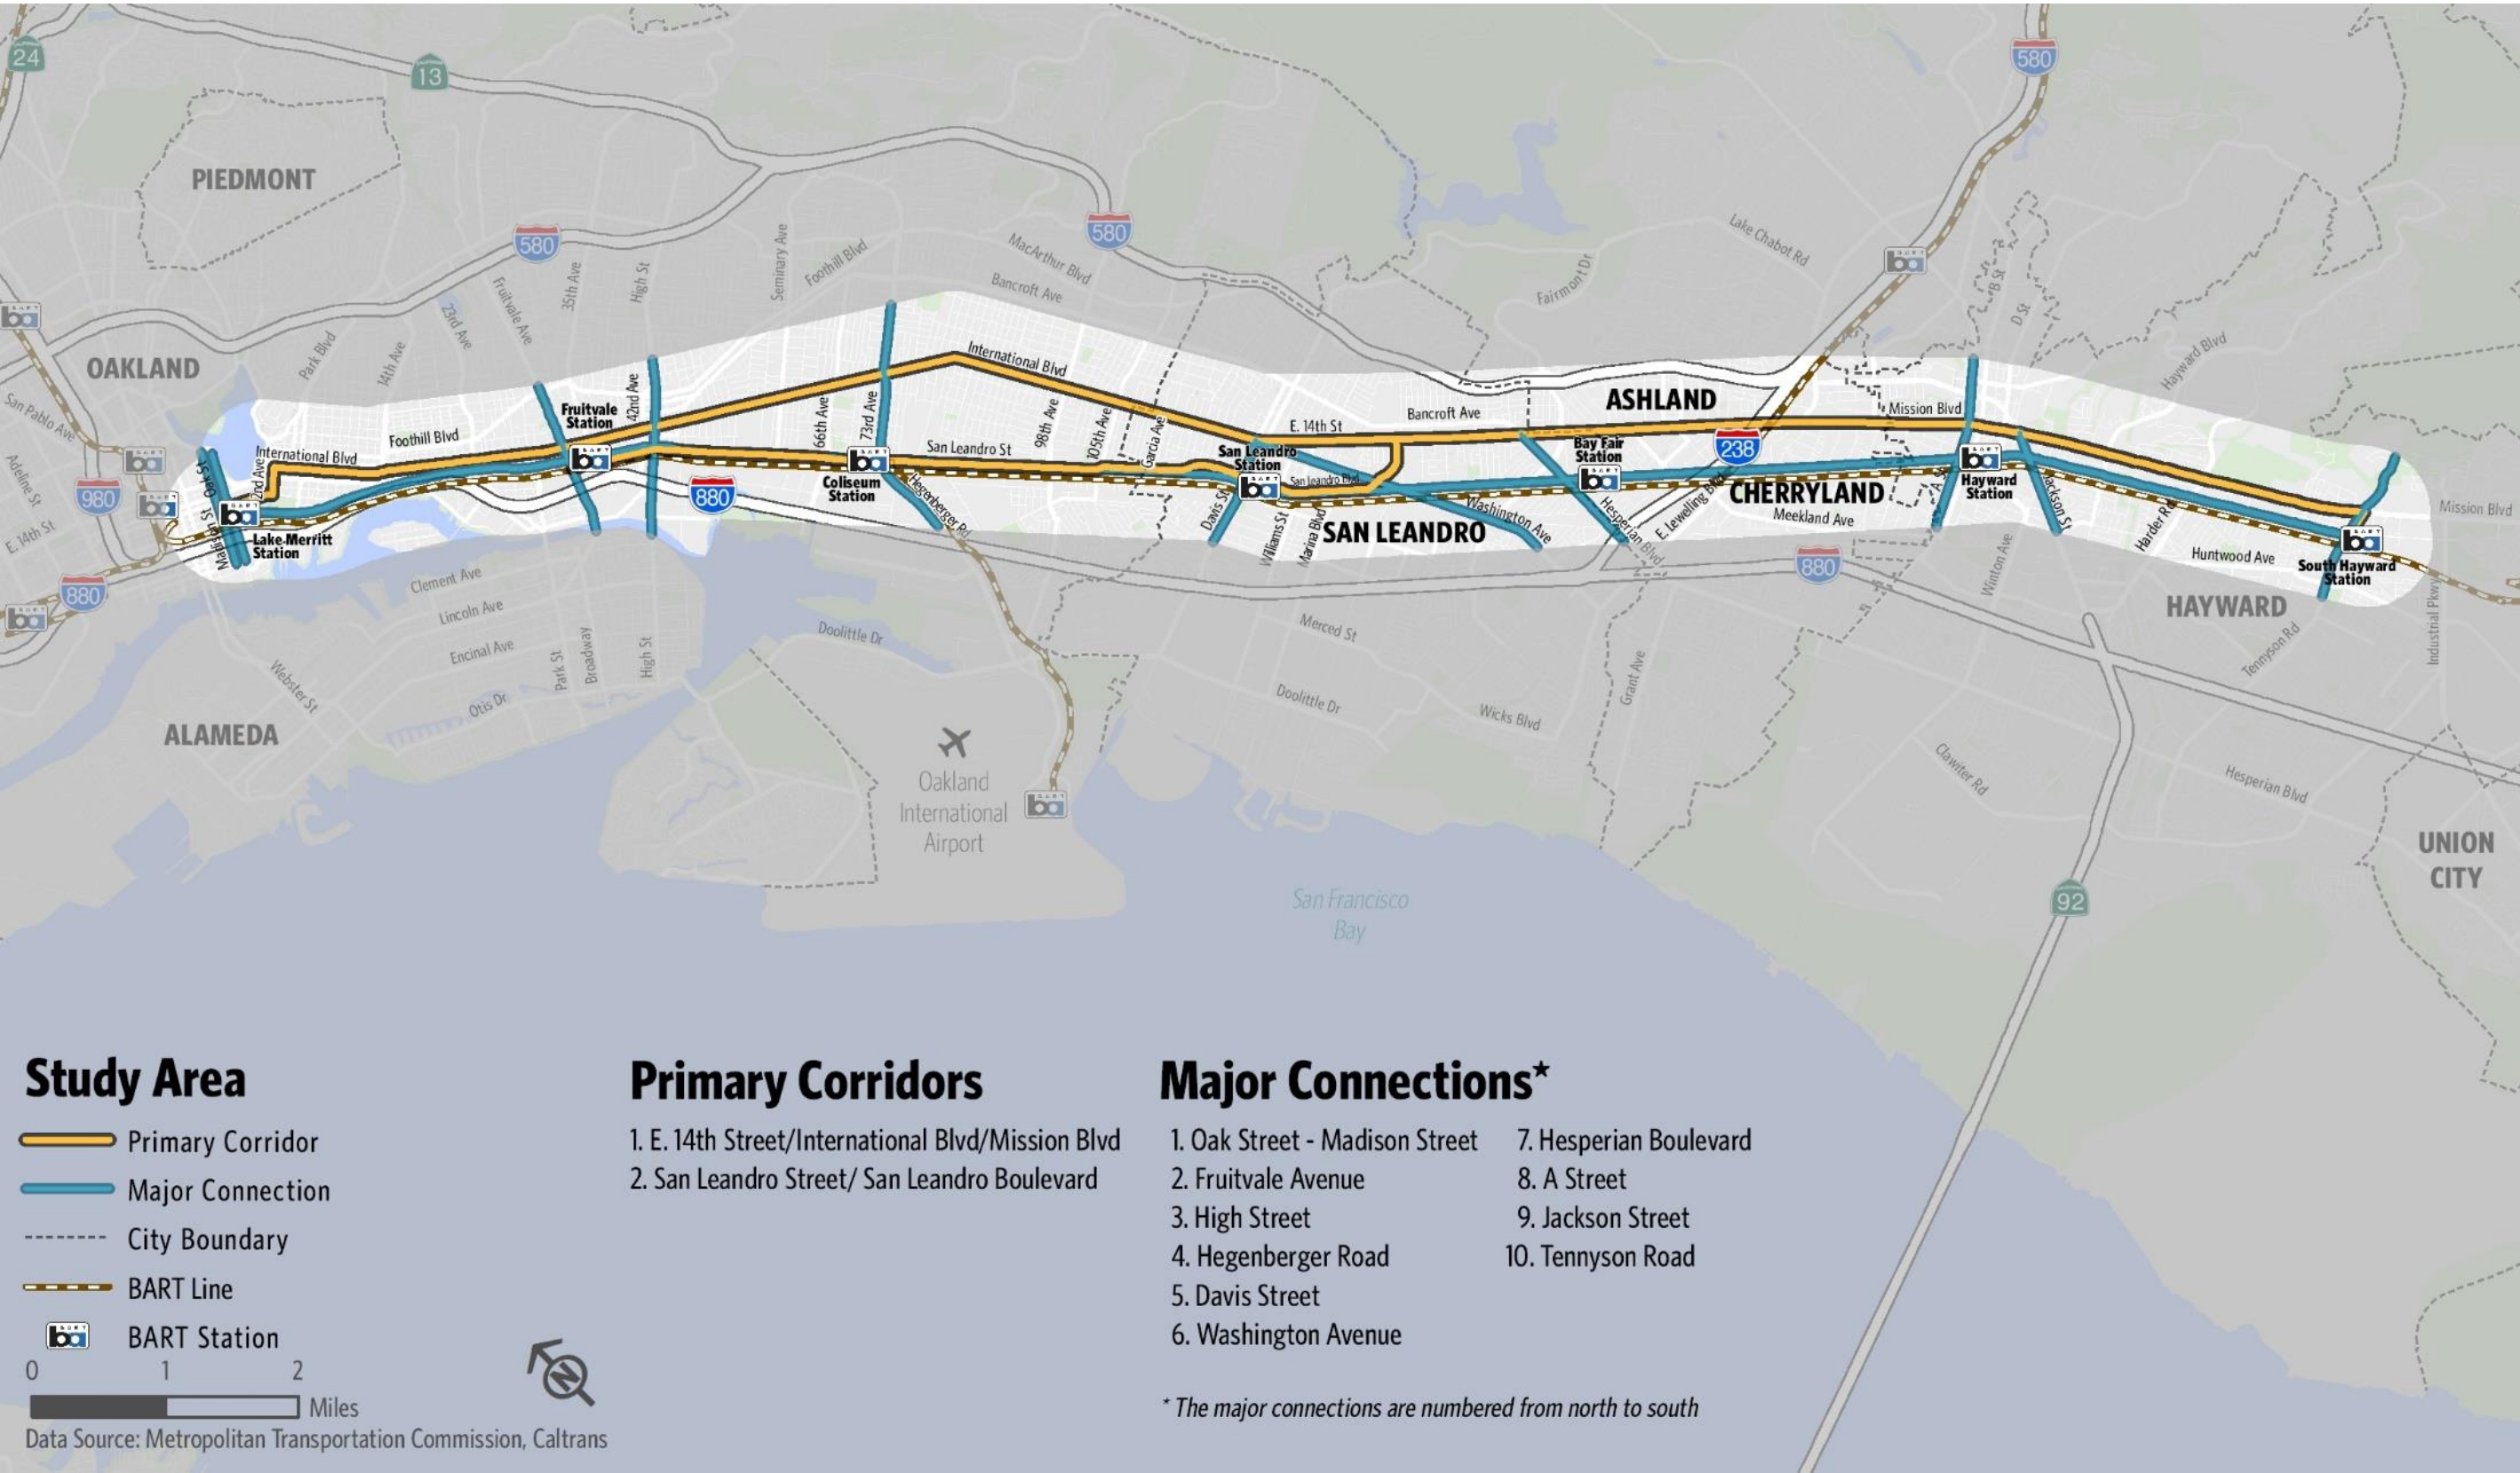 24
13
580
PIEDMONT
580
580
Seminary Ave
Foothill Blvd
MacArthur Blvd
Bancroft Ave
Fairmont Dr
Lake Chabot Rd
B St
D St
Hayward Blvd
35th Ave
High St
Fruitvale Ave
23rd Ave
14th Ave
Park Blvd
OAKLAND
San Pablo Ave
Adeline St
E. 14th St
980
880
International Blvd
Foothill Blvd
2nd Ave
Oak St
Madison St
Lake Merritt
Station
Fruitvale
Station
42nd Ave
66th Ave
73rd Ave
International Blvd
San Leandro St
98th Ave
105th Ave
Garcia Ave
Coliseum
Station
880
Hegenberger Rd
San Leandro
Station
San Leandro Blvd
Davis St
Williams St
Marina Blvd
E. 14th St
Bancroft Ave
SAN LEANDRO
Washington Ave
Bay Fair
Station
Hesperian Blvd
E. Lewelling Blvd
ASHLAND
238
CHERRYLAND
Meekland Ave
Mission Blvd
A St
Hayward
Station
Jackson St
Harder Rd
Huntwood Ave
South Hayward
Station
Mission Blvd
Industrial Pkwy
HAYWARD
Tennyson Rd
Winton Ave
880
Clement Ave
Lincoln Ave
Encinal Ave
Otis Dr
Webster St
Park St
Broadway
High St
ALAMEDA
Doolittle Dr
Oakland
International
Airport
Merced St
Doolittle Dr
Wicks Blvd
Grant Ave
Clawiter Rd
Hesperian Blvd
UNION
CITY
92
San Francisco
Bay
Study Area
Primary Corridor
Major Connection
City Boundary
BART Line
BART Station
0 1 2
Miles
N
Data Source: Metropolitan Transportation Commission, Caltrans
Primary Corridors
1. E. 14th Street/International Blvd/Mission Blvd
2. San Leandro Street/ San Leandro Boulevard
Major Connections*
1. Oak Street - Madison Street
2. Fruitvale Avenue
3. High Street
4. Hegenberger Road
5. Davis Street
6. Washington Avenue
7. Hesperian Boulevard
8. A Street
9. Jackson Street
10. Tennyson Road
* The major connections are numbered from north to south